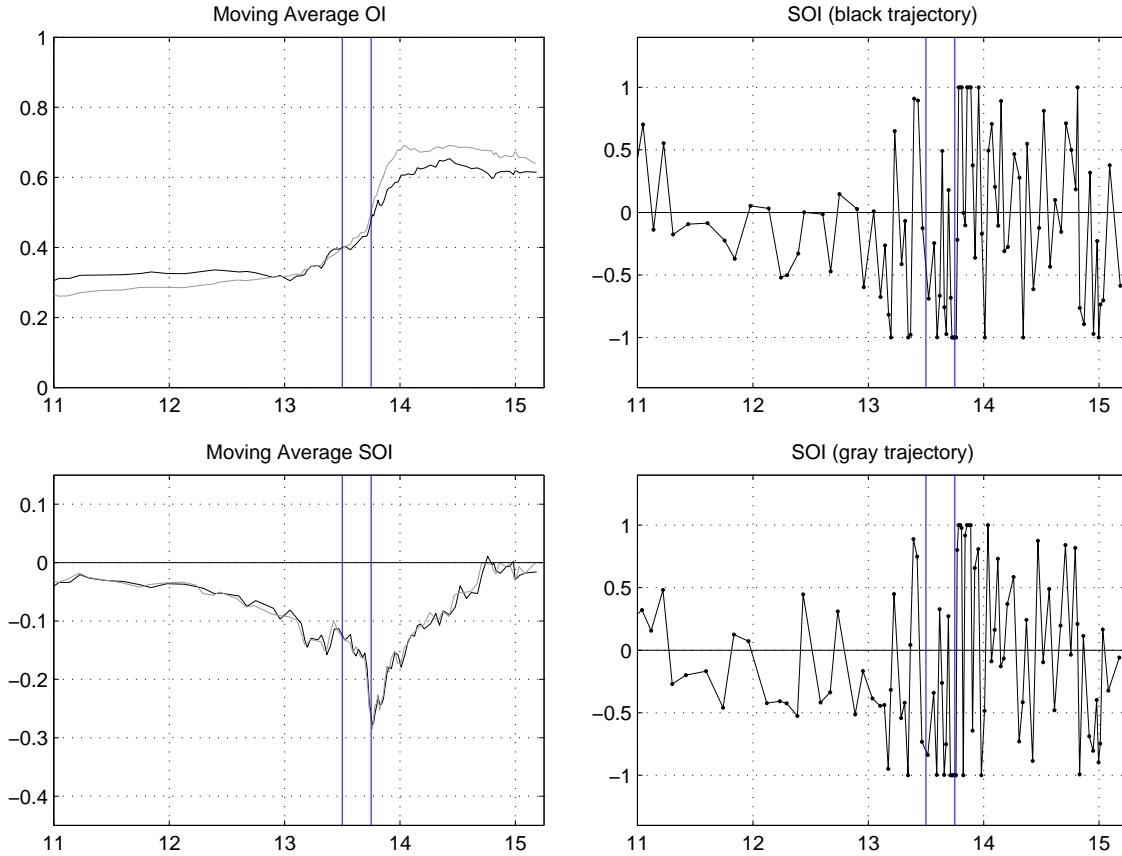 Moving Average OI
1
0.8
0.6
0.4
0.2
0
11 12 13 14 15
SOI (black trajectory)
1
0.5
0
−0.5
−1
11 12 13 14 15
Moving Average SOI
0.1
0
−0.1
−0.2
−0.3
−0.4
11 12 13 14 15
SOI (gray trajectory)
1
0.5
0
−0.5
−1
11 12 13 14 15